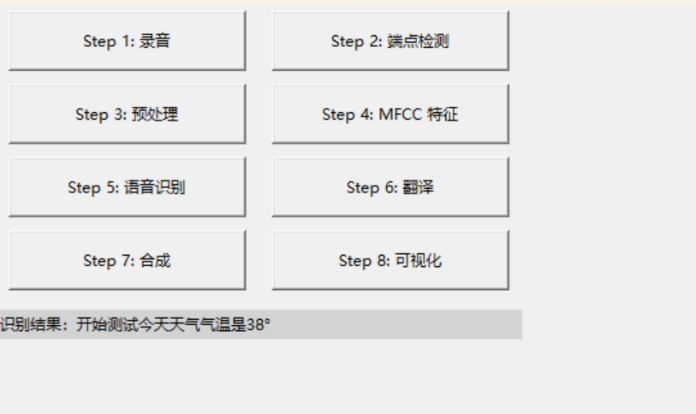 Step 1: 录音
Step 2: 端点检测
Step 3: 预处理
Step 4: MFCC 特征
Step 5: 语音识别
Step 6: 翻译
Step 7: 合成
Step 8: 可视化
识别结果：开始测试今天天气气温是38°